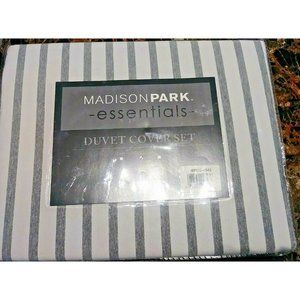 MADISON PARK.
-essentials-
DUVET COVER SET